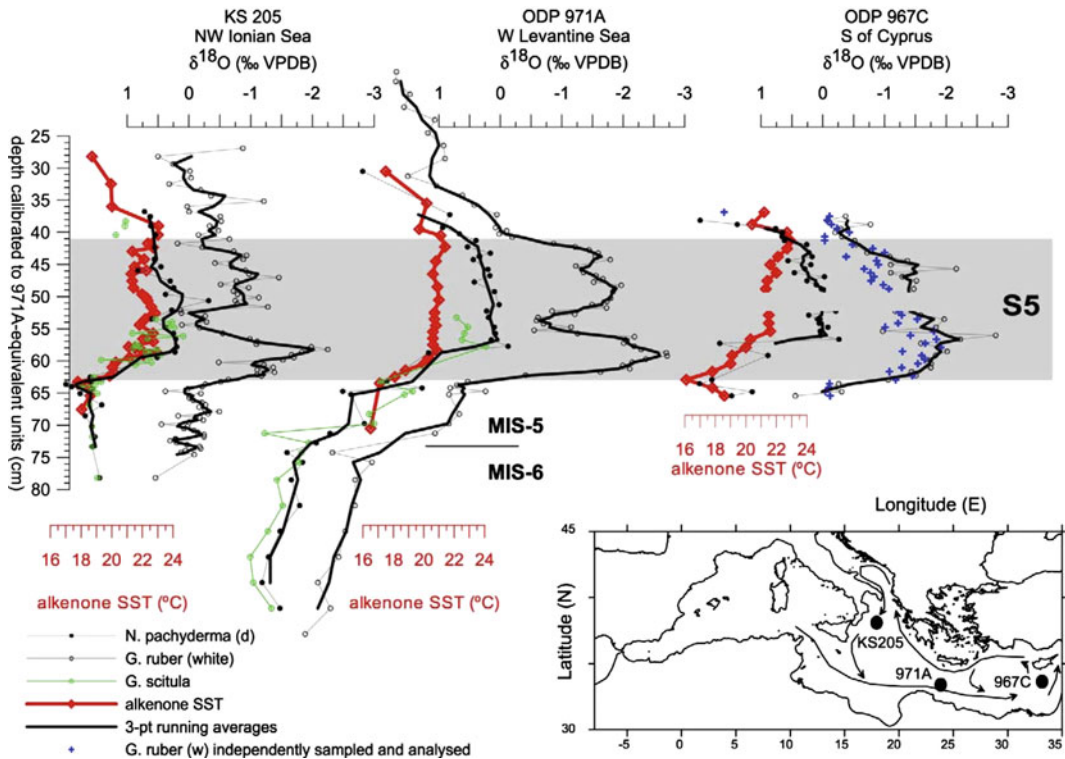 KS 205
NW Ionian Sea
δ18O (‰ VPDB)
ODP 971A
W Levantine Sea
δ18O (‰ VPDB)
ODP 967C
S of Cyprus
δ18O (‰ VPDB)
1 0 -1 -2 -3
1 0 -1 -2 -3
1 0 -1 -2 -3
depth calibrated to 971A-equivalent units (cm)
25
30
35
40
45
50
55
60
65
70
75
80
S5
MIS-5
MIS-6
16 18 20 22 24
alkenone SST (ºC)
16 18 20 22 24
alkenone SST (ºC)
16 18 20 22 24
alkenone SST (ºC)
N. pachyderma (d)
G. ruber (white)
G. scitula
alkenone SST
3-pt running averages
G. ruber (w) independently sampled and analysed
Longitude (E)
Latitude (N)
45
30
KS205
971A
967C
-5 0 5 10 15 20 25 30 35